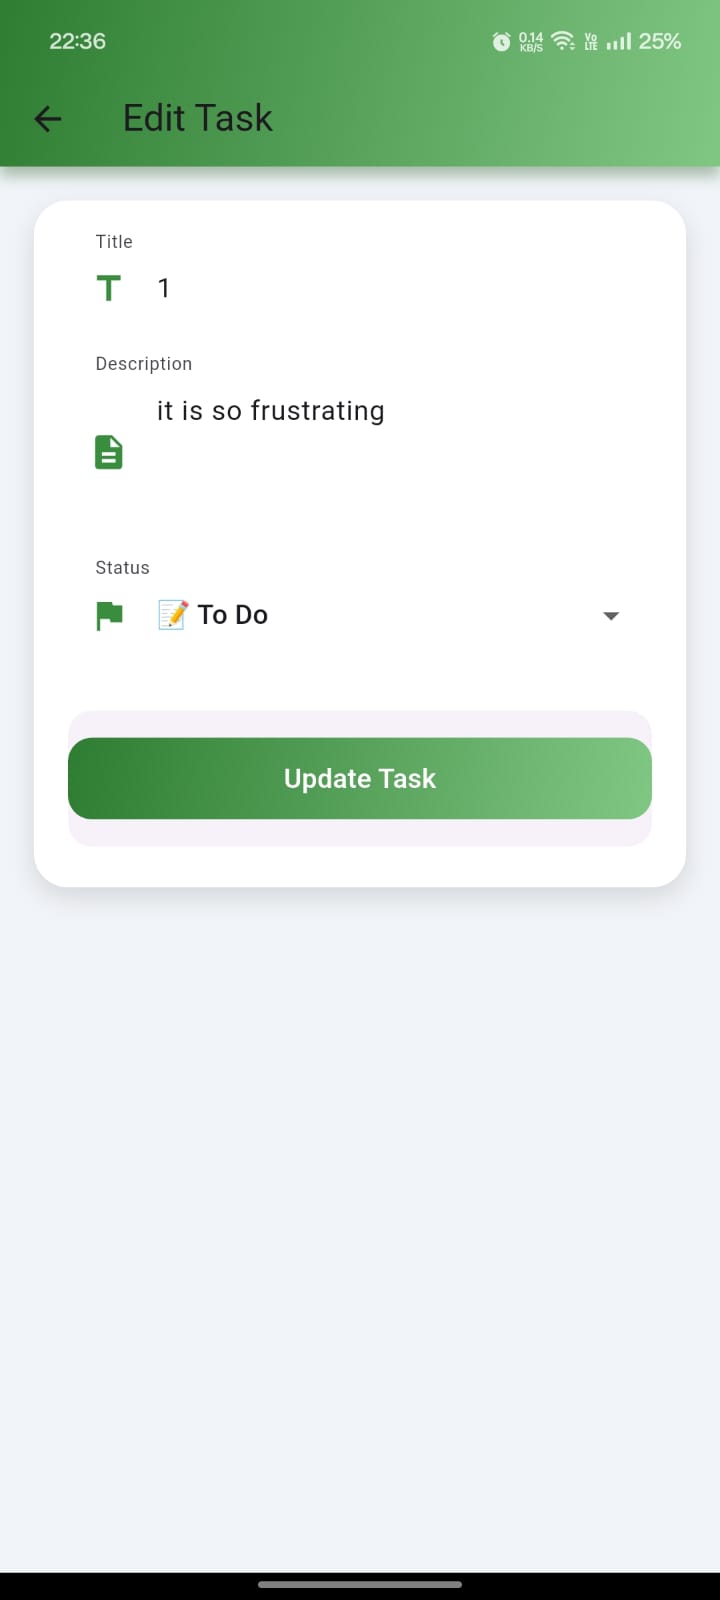 22:36 0.14 KB/S Vo LTE 25%
Edit Task
Title
1
Description
it is so frustrating
Status
📝 To Do
Update Task